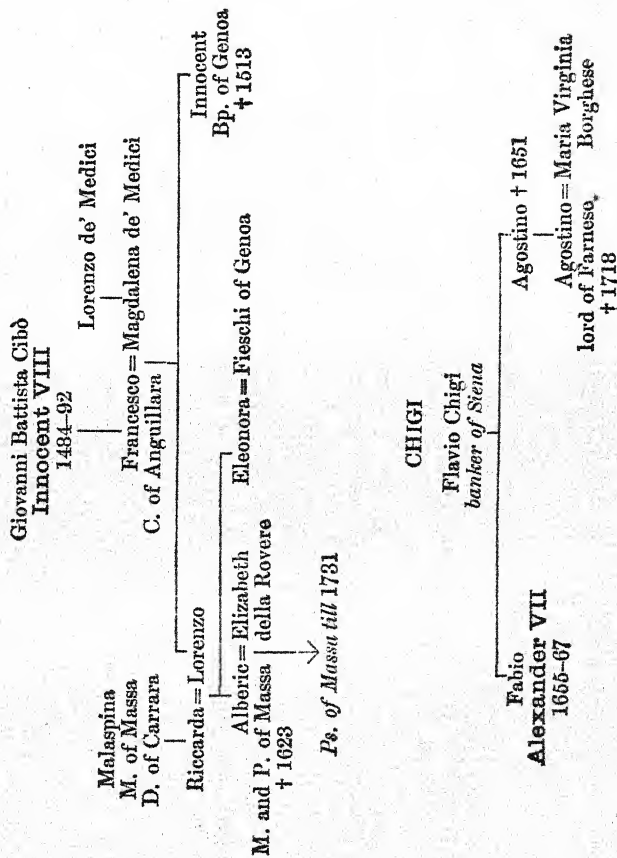 Giovanni Battista Cibò
Innocent VIII
1484–92
Lorenzo de' Medici
Francesco = Magdalena de' Medici
C. of Anguillara
Malaspina
M. of Massa
D. of Carrara
Riccarda = Lorenzo
Innocent
Bp. of Genoa
† 1513
Alberic = Elizabeth
M. and P. of Massa della Rovere
† 1623
Eleonora = Fieschi of Genoa
Ps. of Massa till 1731
CHIGI
Flavio Chigi
banker of Siena
Fabio
Alexander VII
1655–67
Agostino † 1651
Agostino = Maria Virginia
lord of Farnese Borghese
† 1718